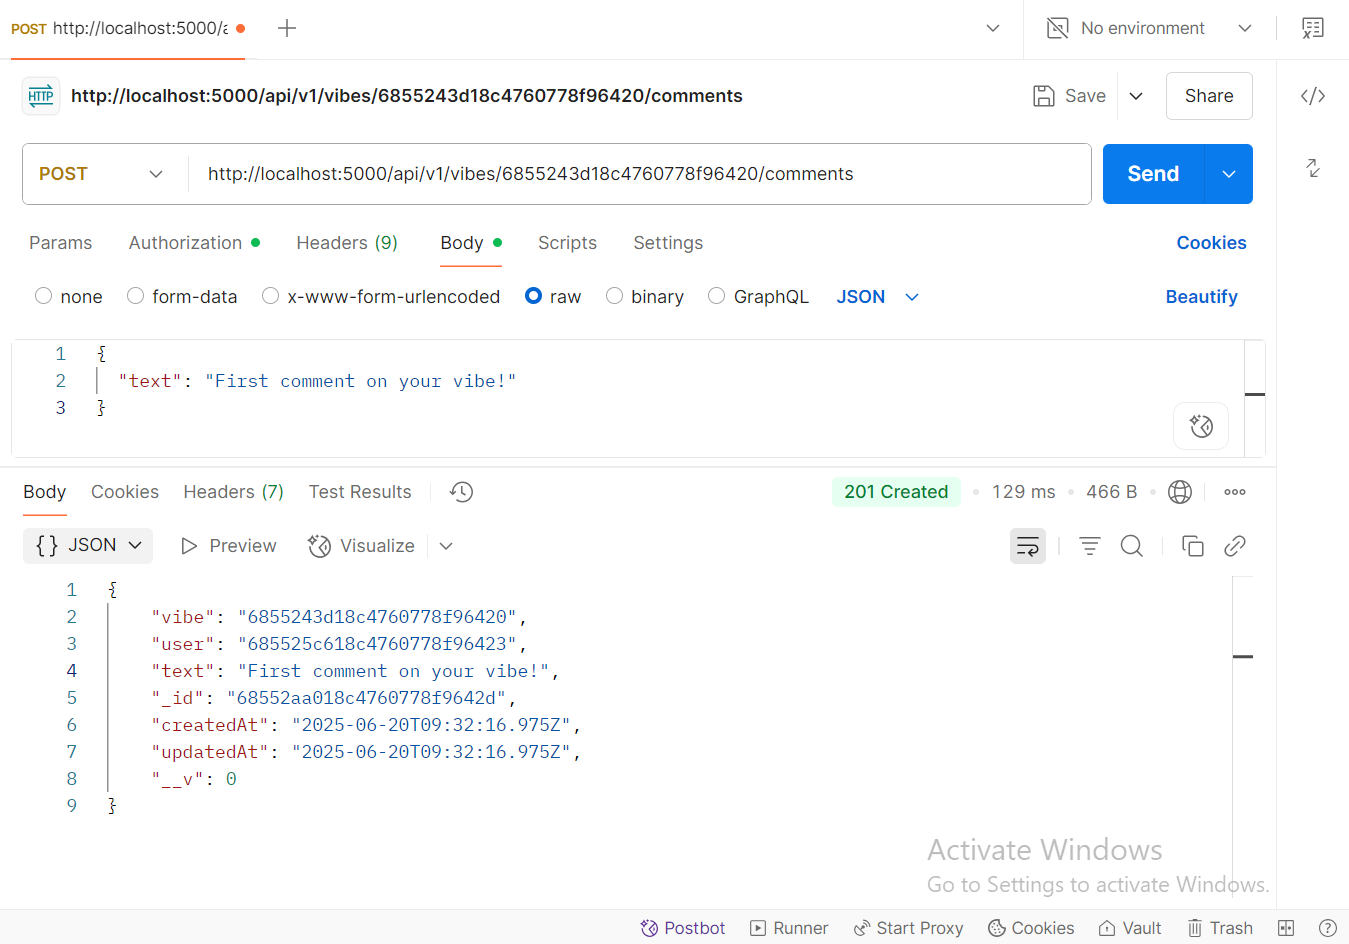 POST http://localhost:5000/a
No environment
HTTP http://localhost:5000/api/v1/vibes/6855243d18c4760778f96420/comments
Save
Share
POST http://localhost:5000/api/v1/vibes/6855243d18c4760778f96420/comments
Send
Params Authorization Headers (9) Body Scripts Settings Cookies
none form-data x-www-form-urlencoded raw binary GraphQL JSON Beautify
1 {
2 "text": "First comment on your vibe!"
3 }
Body Cookies Headers (7) Test Results 201 Created 129 ms 466 B
{} JSON Preview Visualize
1 {
2 "vibe": "6855243d18c4760778f96420",
3 "user": "685525c618c4760778f96423",
4 "text": "First comment on your vibe!",
5 "_id": "68552aa018c4760778f9642d",
6 "createdAt": "2025-06-20T09:32:16.975Z",
7 "updatedAt": "2025-06-20T09:32:16.975Z",
8 "__v": 0
9 }
Activate Windows
Go to Settings to activate Windows.
Postbot Runner Start Proxy Cookies Vault Trash